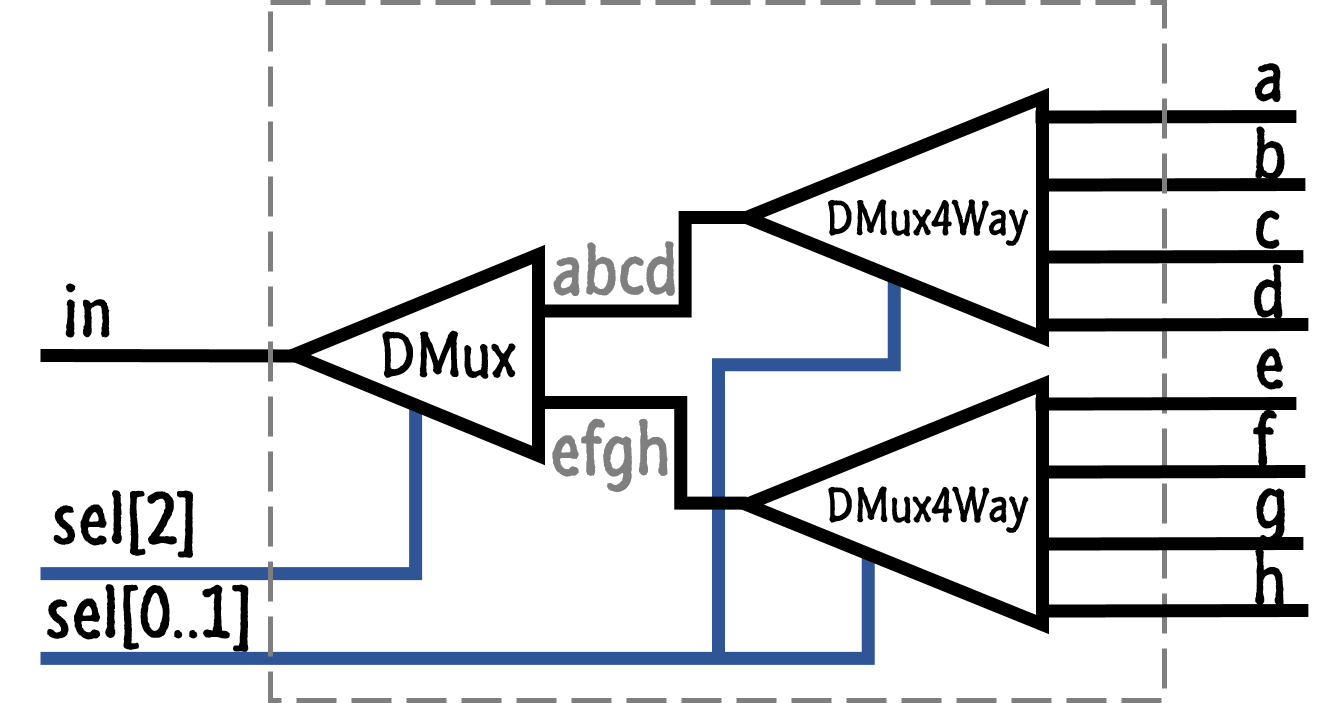 a
b
DMux4Way
c
abcd
d
in
DMux
e
efgh
f
sel[2]
DMux4Way
g
h
sel[0..1]